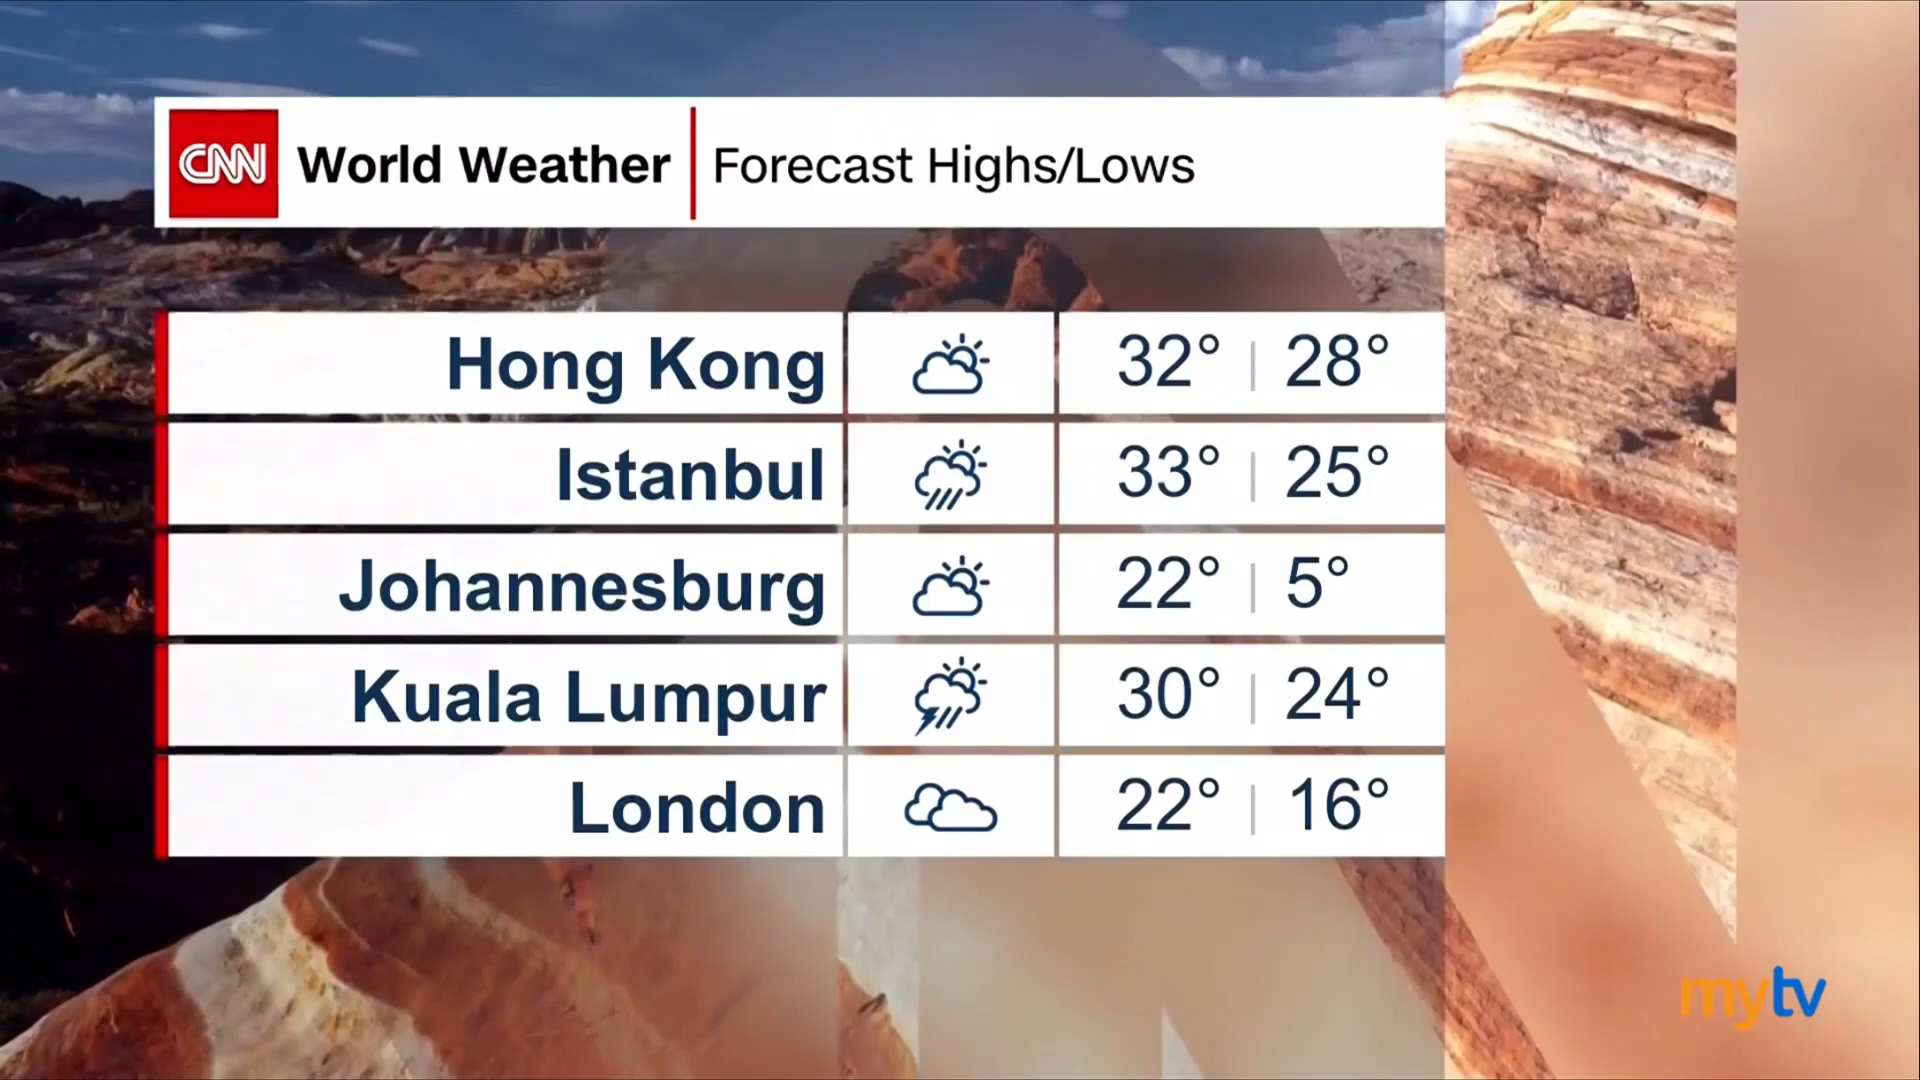 CNN World Weather | Forecast Highs/Lows
Hong Kong 32° | 28°
Istanbul 33° | 25°
Johannesburg 22° | 5°
Kuala Lumpur 30° | 24°
London 22° | 16°
mytv